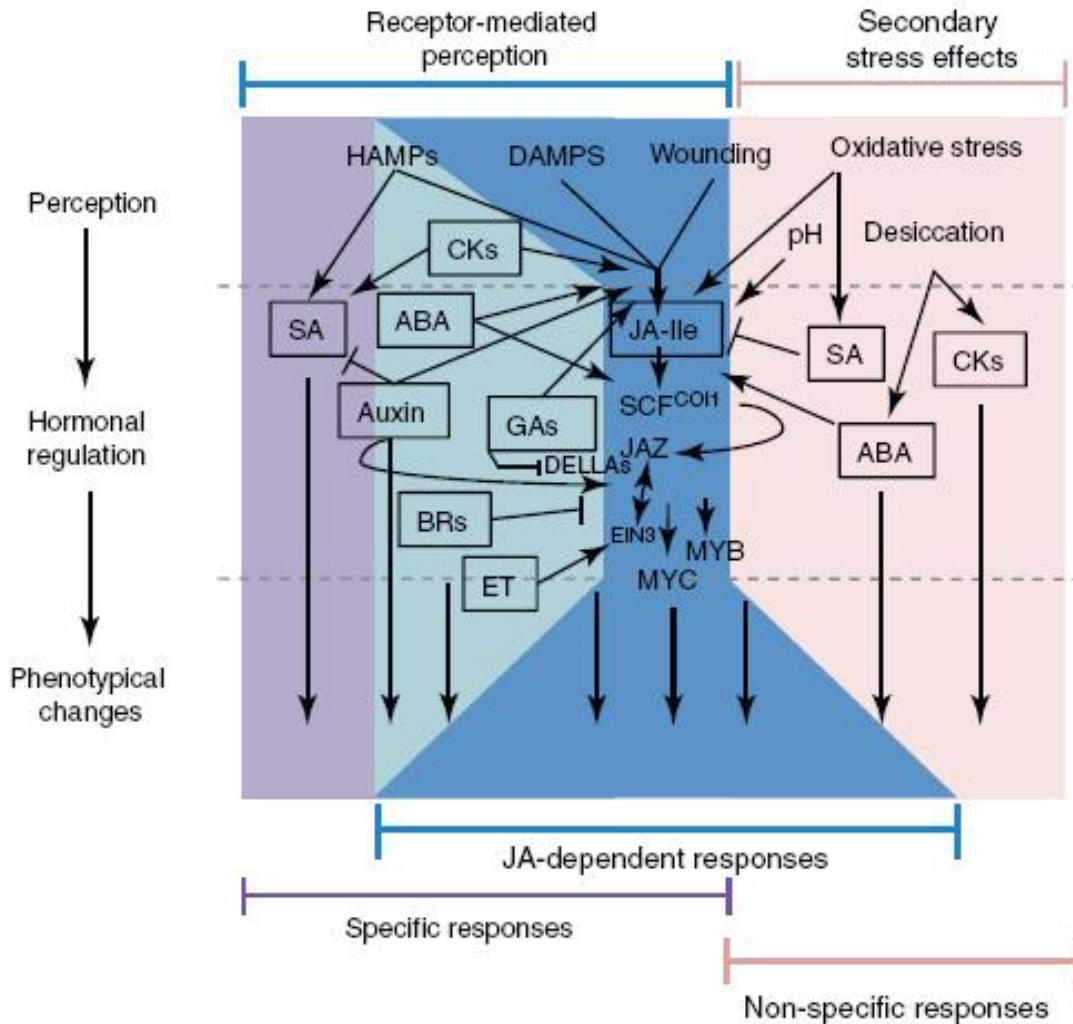 Receptor-mediated
perception
Secondary
stress effects
HAMPs
DAMPS
Wounding
Oxidative stress
Perception
CKs
pH
Desiccation
SA
ABA
JA-Ile
SA
CKs
Auxin
GAs
SCFCOI1
Hormonal
regulation
JAZ
ABA
DELLAs
BRs
EIN3
MYB
ET
MYC
Phenotypical
changes
JA-dependent responses
Specific responses
Non-specific responses